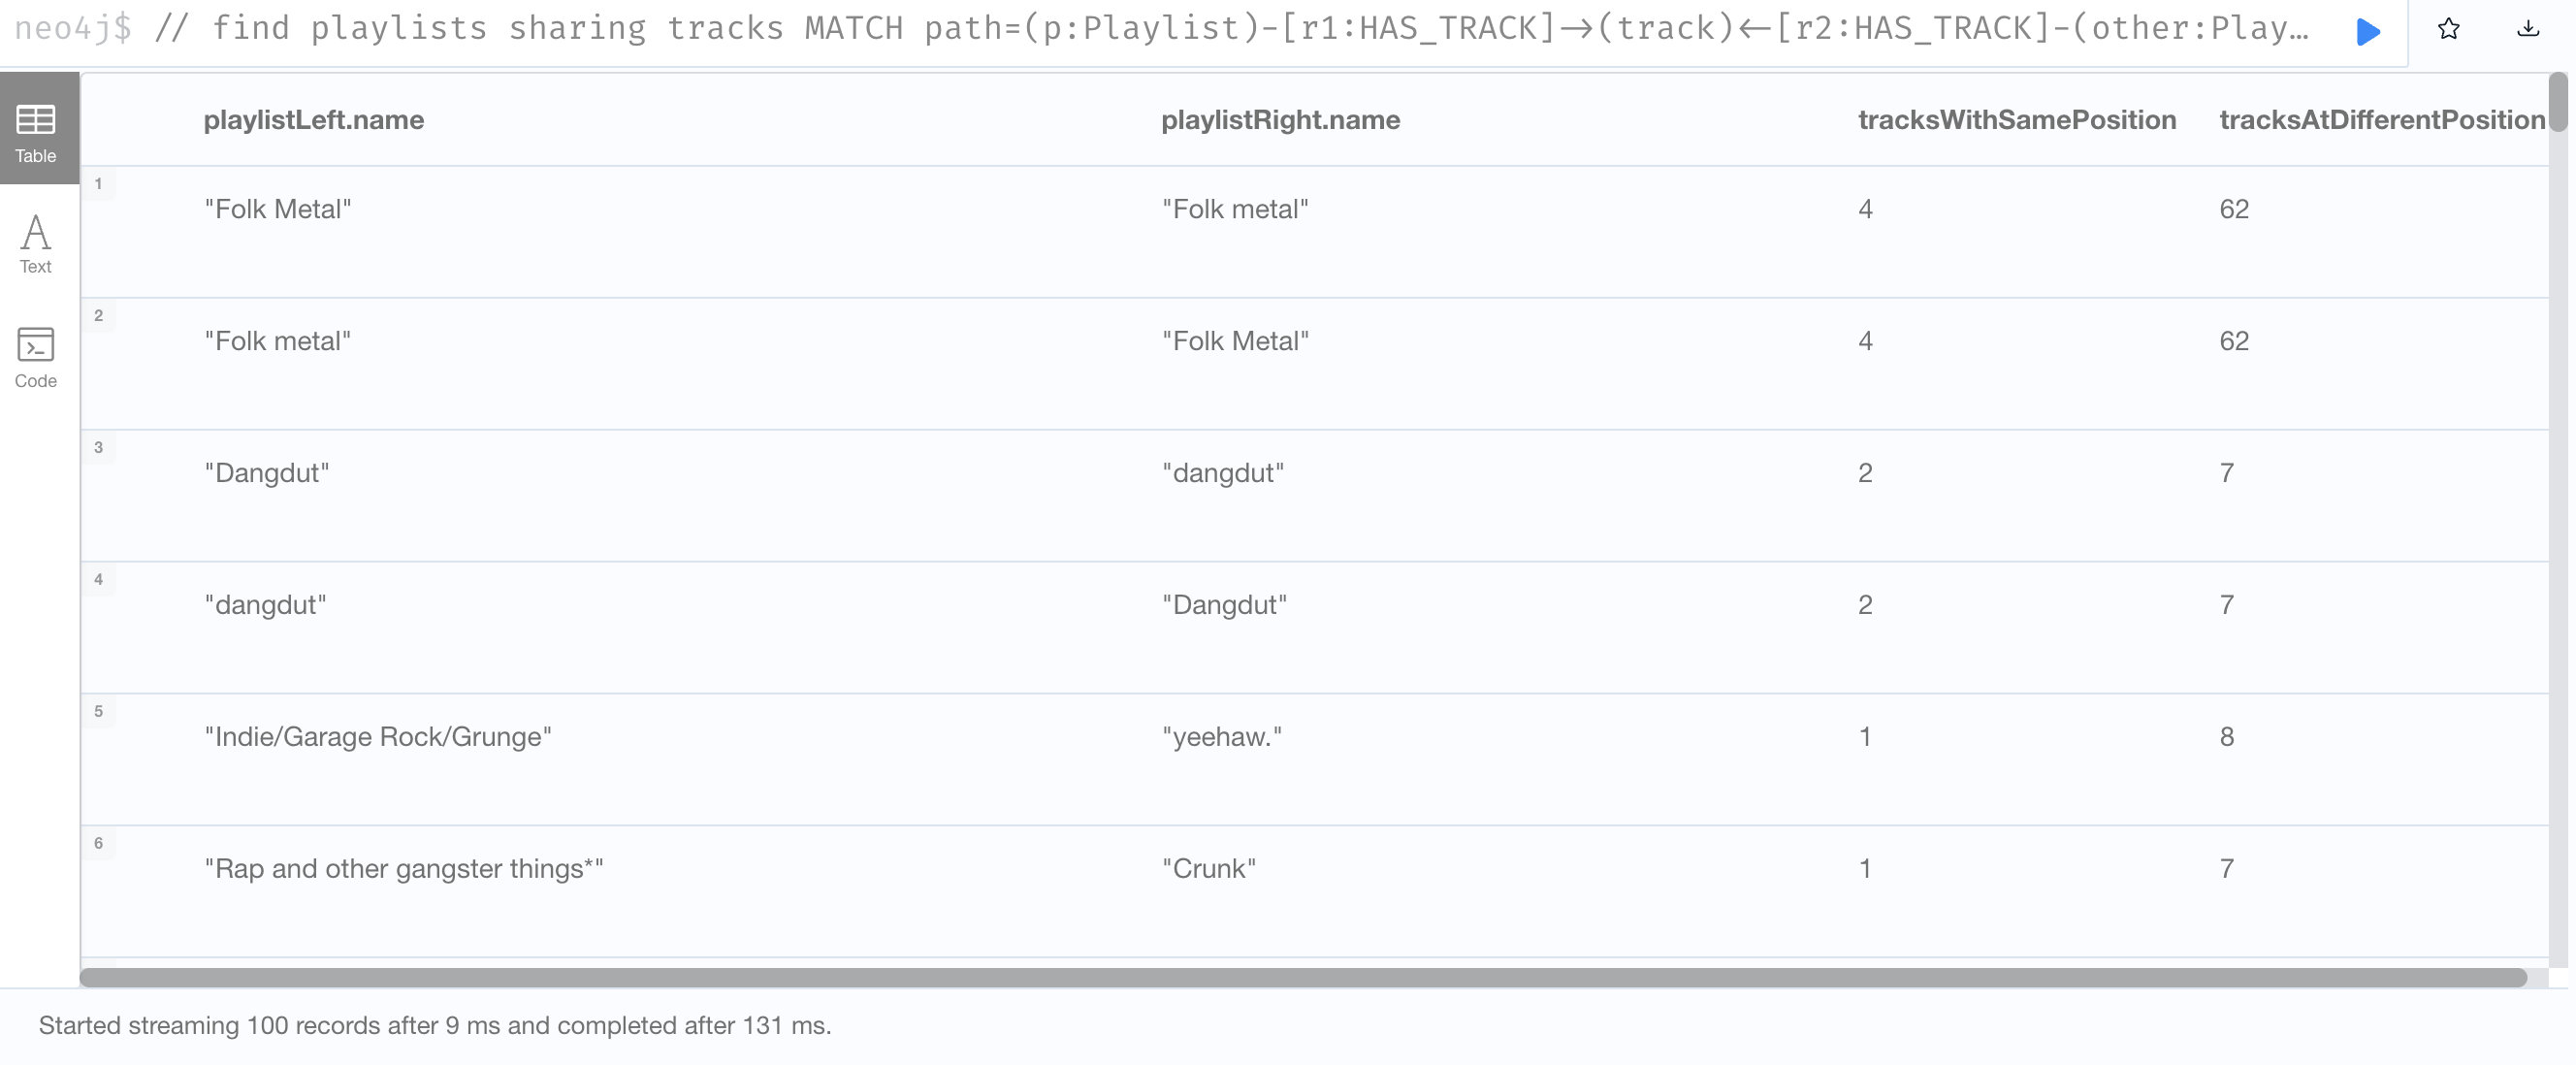 neo4j$ // find playlists sharing tracks MATCH path=(p:Playlist)-[r1:HAS_TRACK]->(track)<-[r2:HAS_TRACK]-(other:Play…
playlistLeft.name playlistRight.name tracksWithSamePosition tracksAtDifferentPosition
Table
1
"Folk Metal" "Folk metal" 4 62
Text
2
"Folk metal" "Folk Metal" 4 62
Code
3
"Dangdut" "dangdut" 2 7
4
"dangdut" "Dangdut" 2 7
5
"Indie/Garage Rock/Grunge" "yeehaw." 1 8
6
"Rap and other gangster things*" "Crunk" 1 7
Started streaming 100 records after 9 ms and completed after 131 ms.